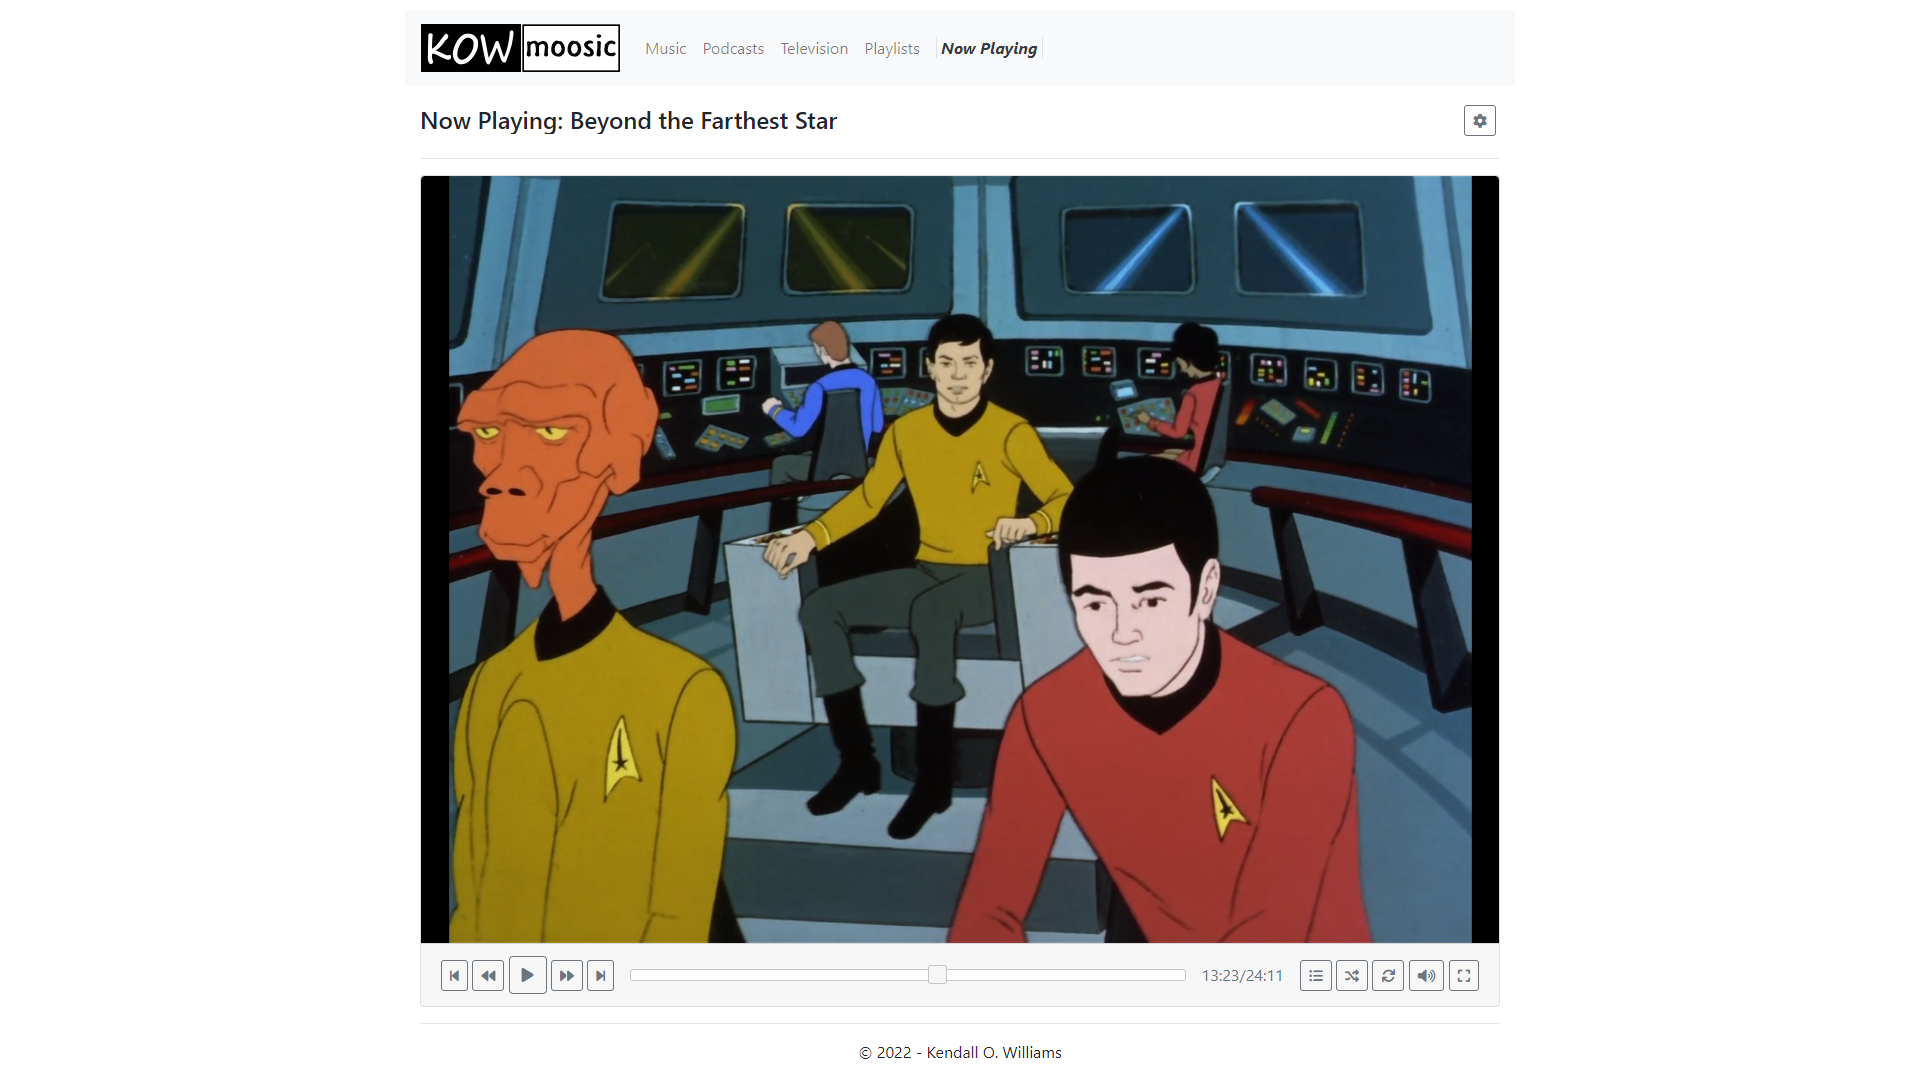 KOW moosic Music Podcasts Television Playlists Now Playing
Now Playing: Beyond the Farthest Star
13:23/24:11
© 2022 - Kendall O. Williams